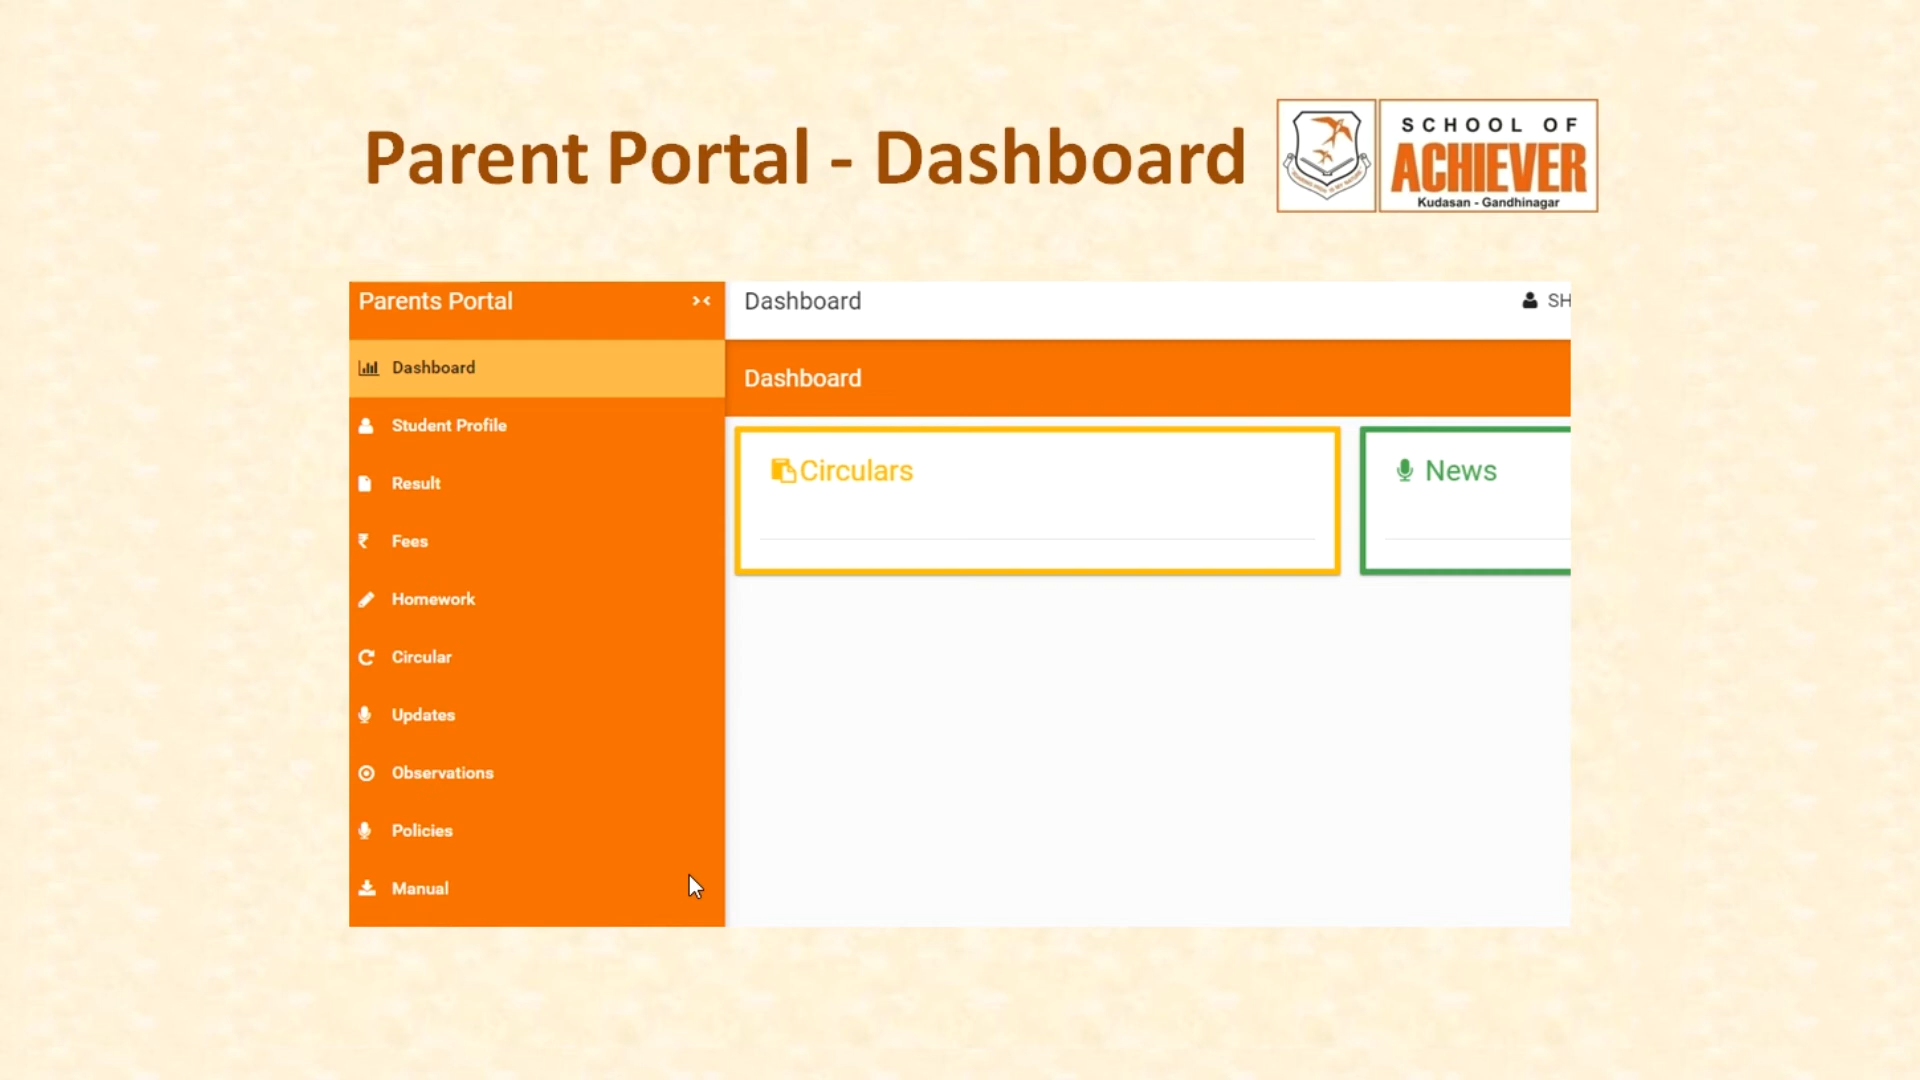 Parent Portal - Dashboard
SCHOOL OF
ACHIEVER
Kudasan - Gandhinagar
Parents Portal
Dashboard
SH
Dashboard
Dashboard
Student Profile
Result
Fees
Homework
Circular
Updates
Observations
Policies
Manual
Circulars
News